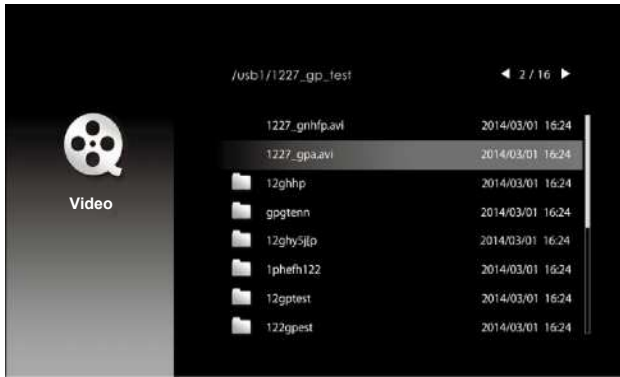 /usb1/1227_gp_test ◀ 2 / 16 ▶
1227_gnhfp.avi 2014/03/01 16:24
1227_gpa.avi 2014/03/01 16:24
12ghhp 2014/03/01 16:24
Video
gpgtenn 2014/03/01 16:24
2014/03/01 16:24
1phefh122 2014/03/01 16:24
12gptest 2014/03/01 16:24
122gpest 2014/03/01 16:24